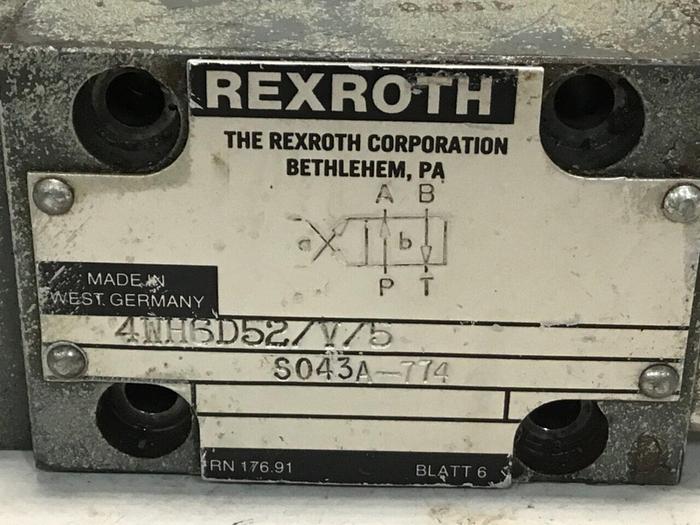 REXROTH
THE REXROTH CORPORATION
BETHLEHEM, PA
A B
a b
P T
MADE IN
WEST GERMANY
4WH6D52/V/5
S043A-774
RN 176.91 BLATT 6